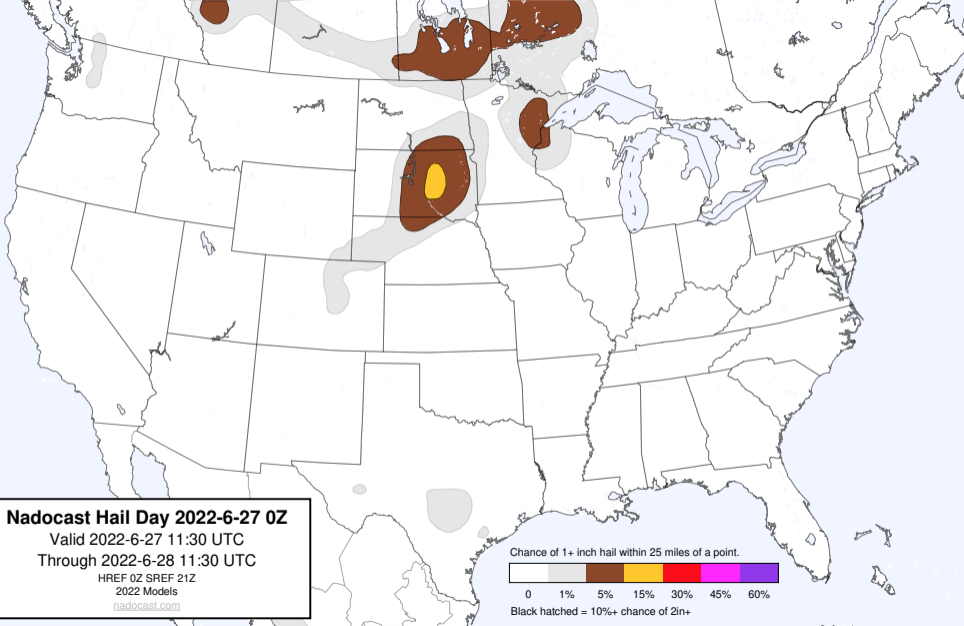 Nadocast Hail Day 2022-6-27 0Z
Valid 2022-6-27 11:30 UTC
Through 2022-6-28 11:30 UTC
HREF 0Z SREF 21Z
2022 Models
nadocast.com
Chance of 1+ inch hail within 25 miles of a point.
0 1% 5% 15% 30% 45% 60%
Black hatched = 10%+ chance of 2in+